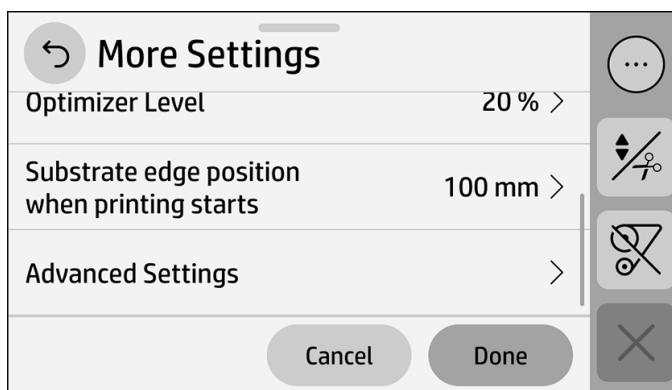 More Settings
Optimizer Level 20 %
Substrate edge position
when printing starts 100 mm
Advanced Settings
Cancel Done